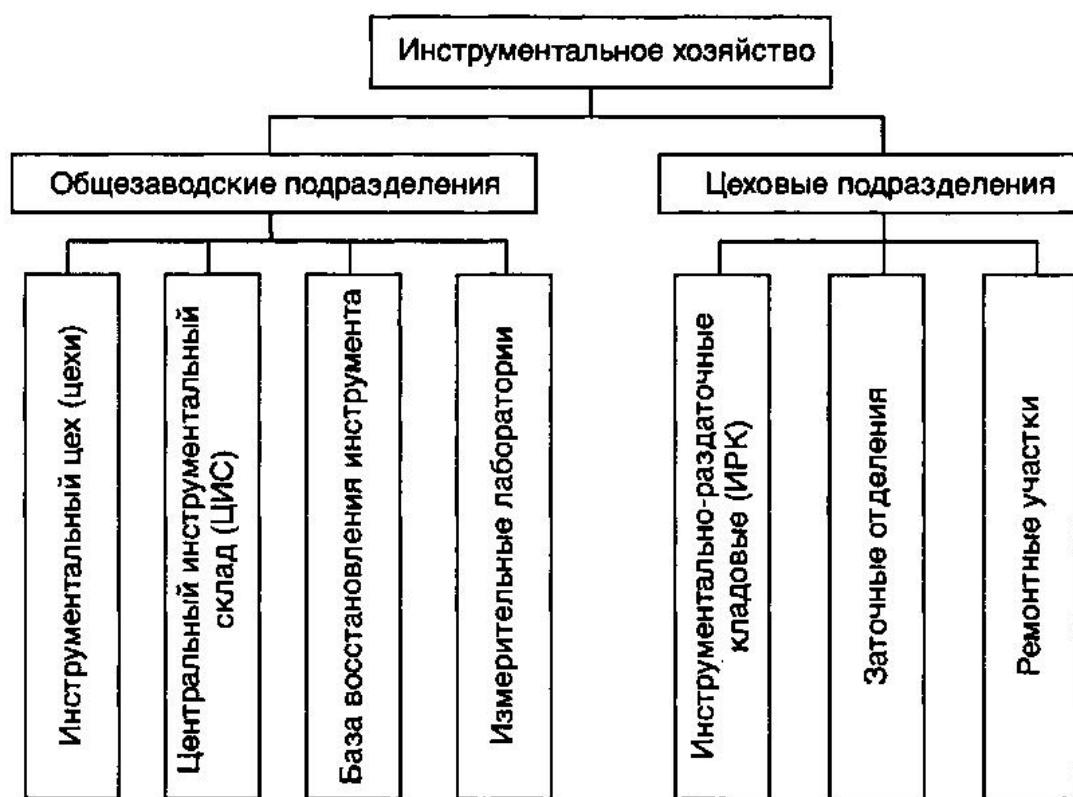 Инструментальное хозяйство
Общезаводские подразделения
Цеховые подразделения
Инструментальный цех (цехи)
Центральный инструментальный
склад (ЦИС)
База восстановления инструмента
Измерительные лаборатории
Инструментально-раздаточные
кладовые (ИРК)
Заточные отделения
Ремонтные участки